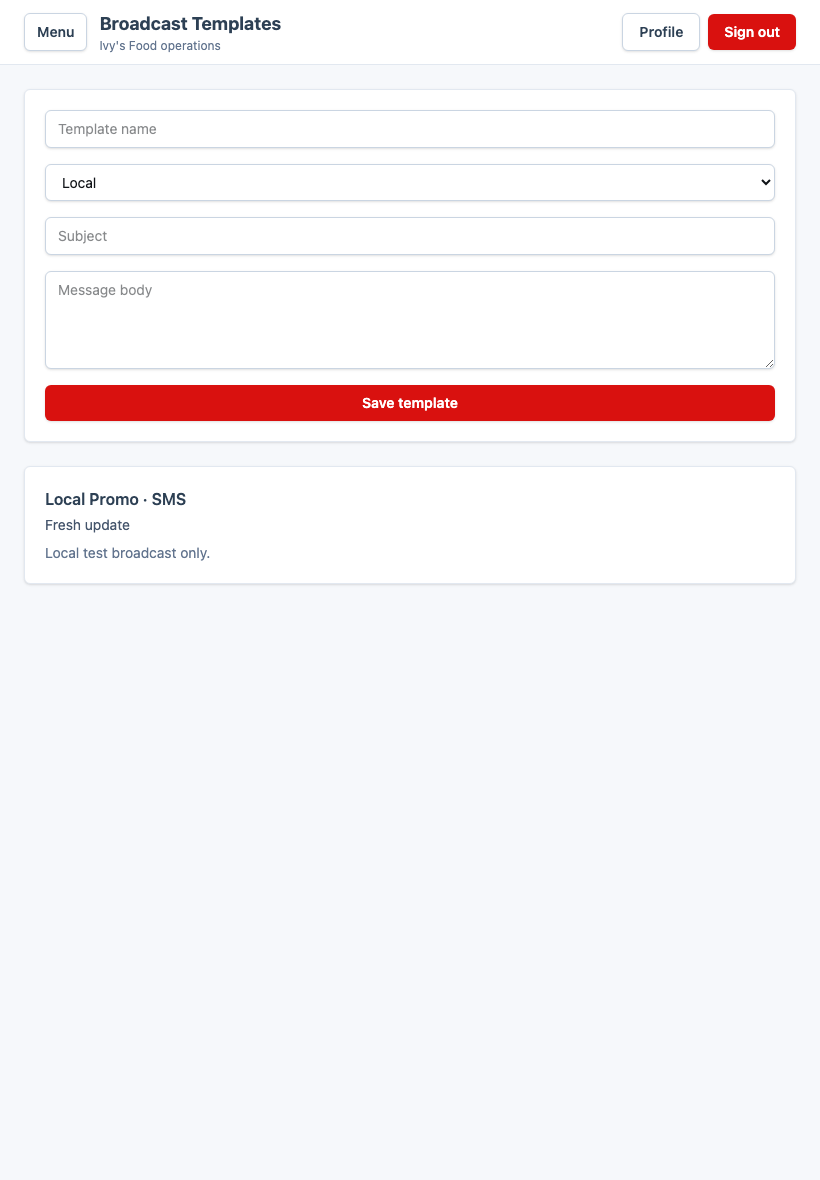 Menu
Broadcast Templates
Ivy's Food operations
Profile
Sign out
Template name
Local
Subject
Message body
Save template
Local Promo · SMS
Fresh update
Local test broadcast only.